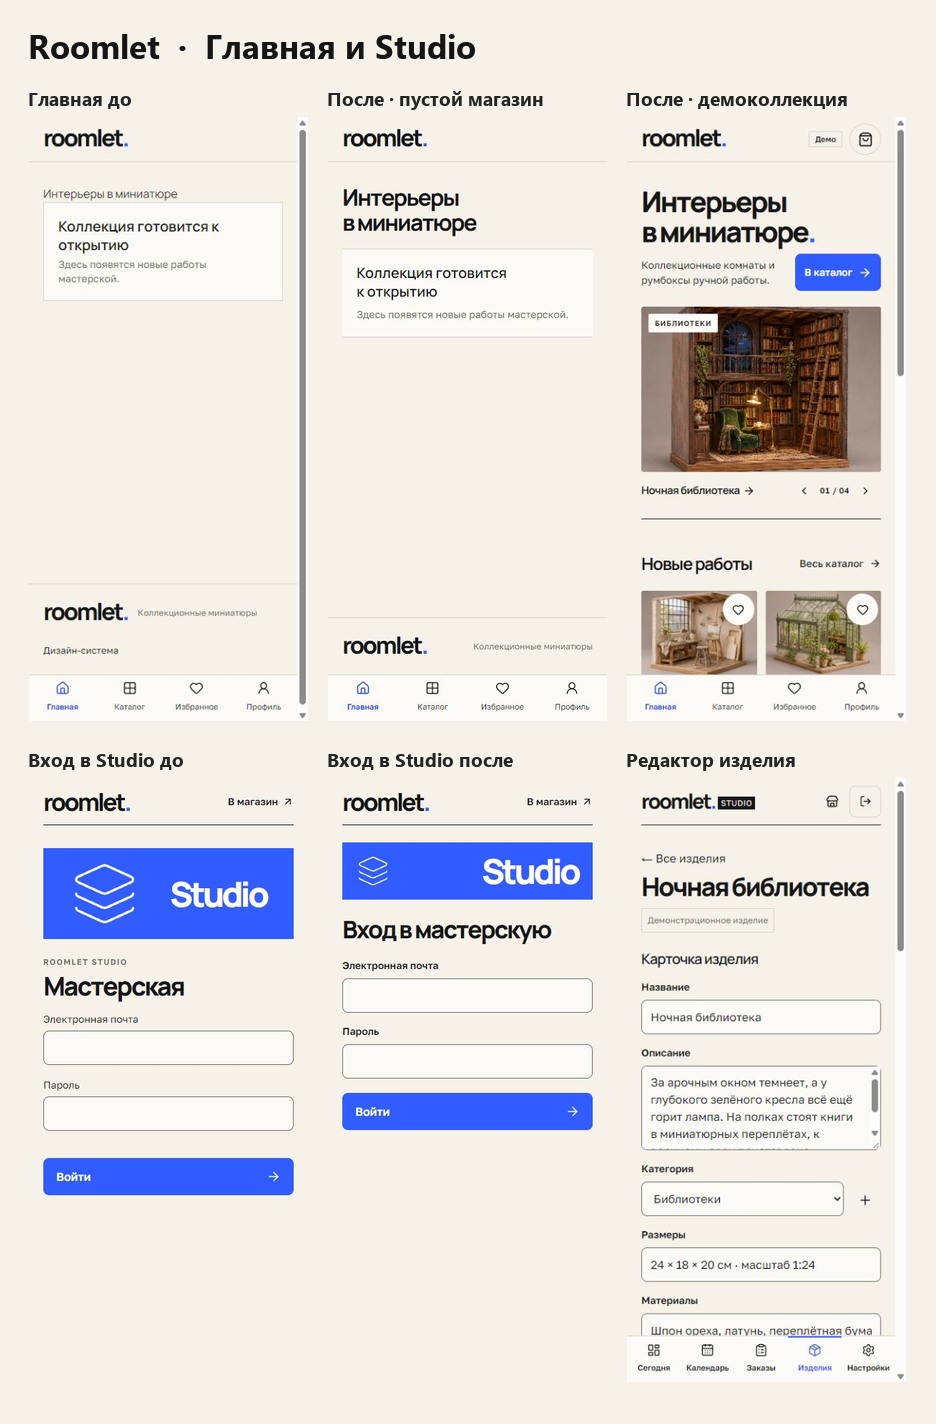 Roomlet · Главная и Studio
Главная до
roomlet.
Интерьеры в миниатюре
Коллекция готовится к
открытию
Здесь появятся новые работы
мастерской.
roomlet. Коллекционные миниатюры
Дизайн-система
Главная Каталог Избранное Профиль
После · пустой магазин
roomlet.
Интерьеры
в миниатюре
Коллекция готовится
к открытию
Здесь появятся новые работы мастерской.
roomlet. Коллекционные миниатюры
Главная Каталог Избранное Профиль
После · демоколлекция
roomlet. Демо
Интерьеры
в миниатюре.
Коллекционные комнаты и
румбоксы ручной работы.
В каталог →
БИБЛИОТЕКИ
Ночная библиотека → 01 / 04
Новые работы Весь каталог →
Главная Каталог Избранное Профиль
Вход в Studio до
roomlet. В магазин ↗
Studio
ROOMLET STUDIO
Мастерская
Электронная почта
Пароль
Войти →
Вход в Studio после
roomlet. В магазин ↗
Studio
Вход в мастерскую
Электронная почта
Пароль
Войти →
Редактор изделия
roomlet. STUDIO
← Все изделия
Ночная библиотека
Демонстрационное изделие
Карточка изделия
Название
Ночная библиотека
Описание
За арочным окном темнеет, а у
глубокого зелёного кресла всё ещё
горит лампа. На полках стоят книги
в миниатюрных переплётах, к
Категория
Библиотеки
Размеры
24 × 18 × 20 см · масштаб 1:24
Материалы
Шпон ореха, латунь, переплётная бума
Сегодня Календарь Заказы Изделия Настройки